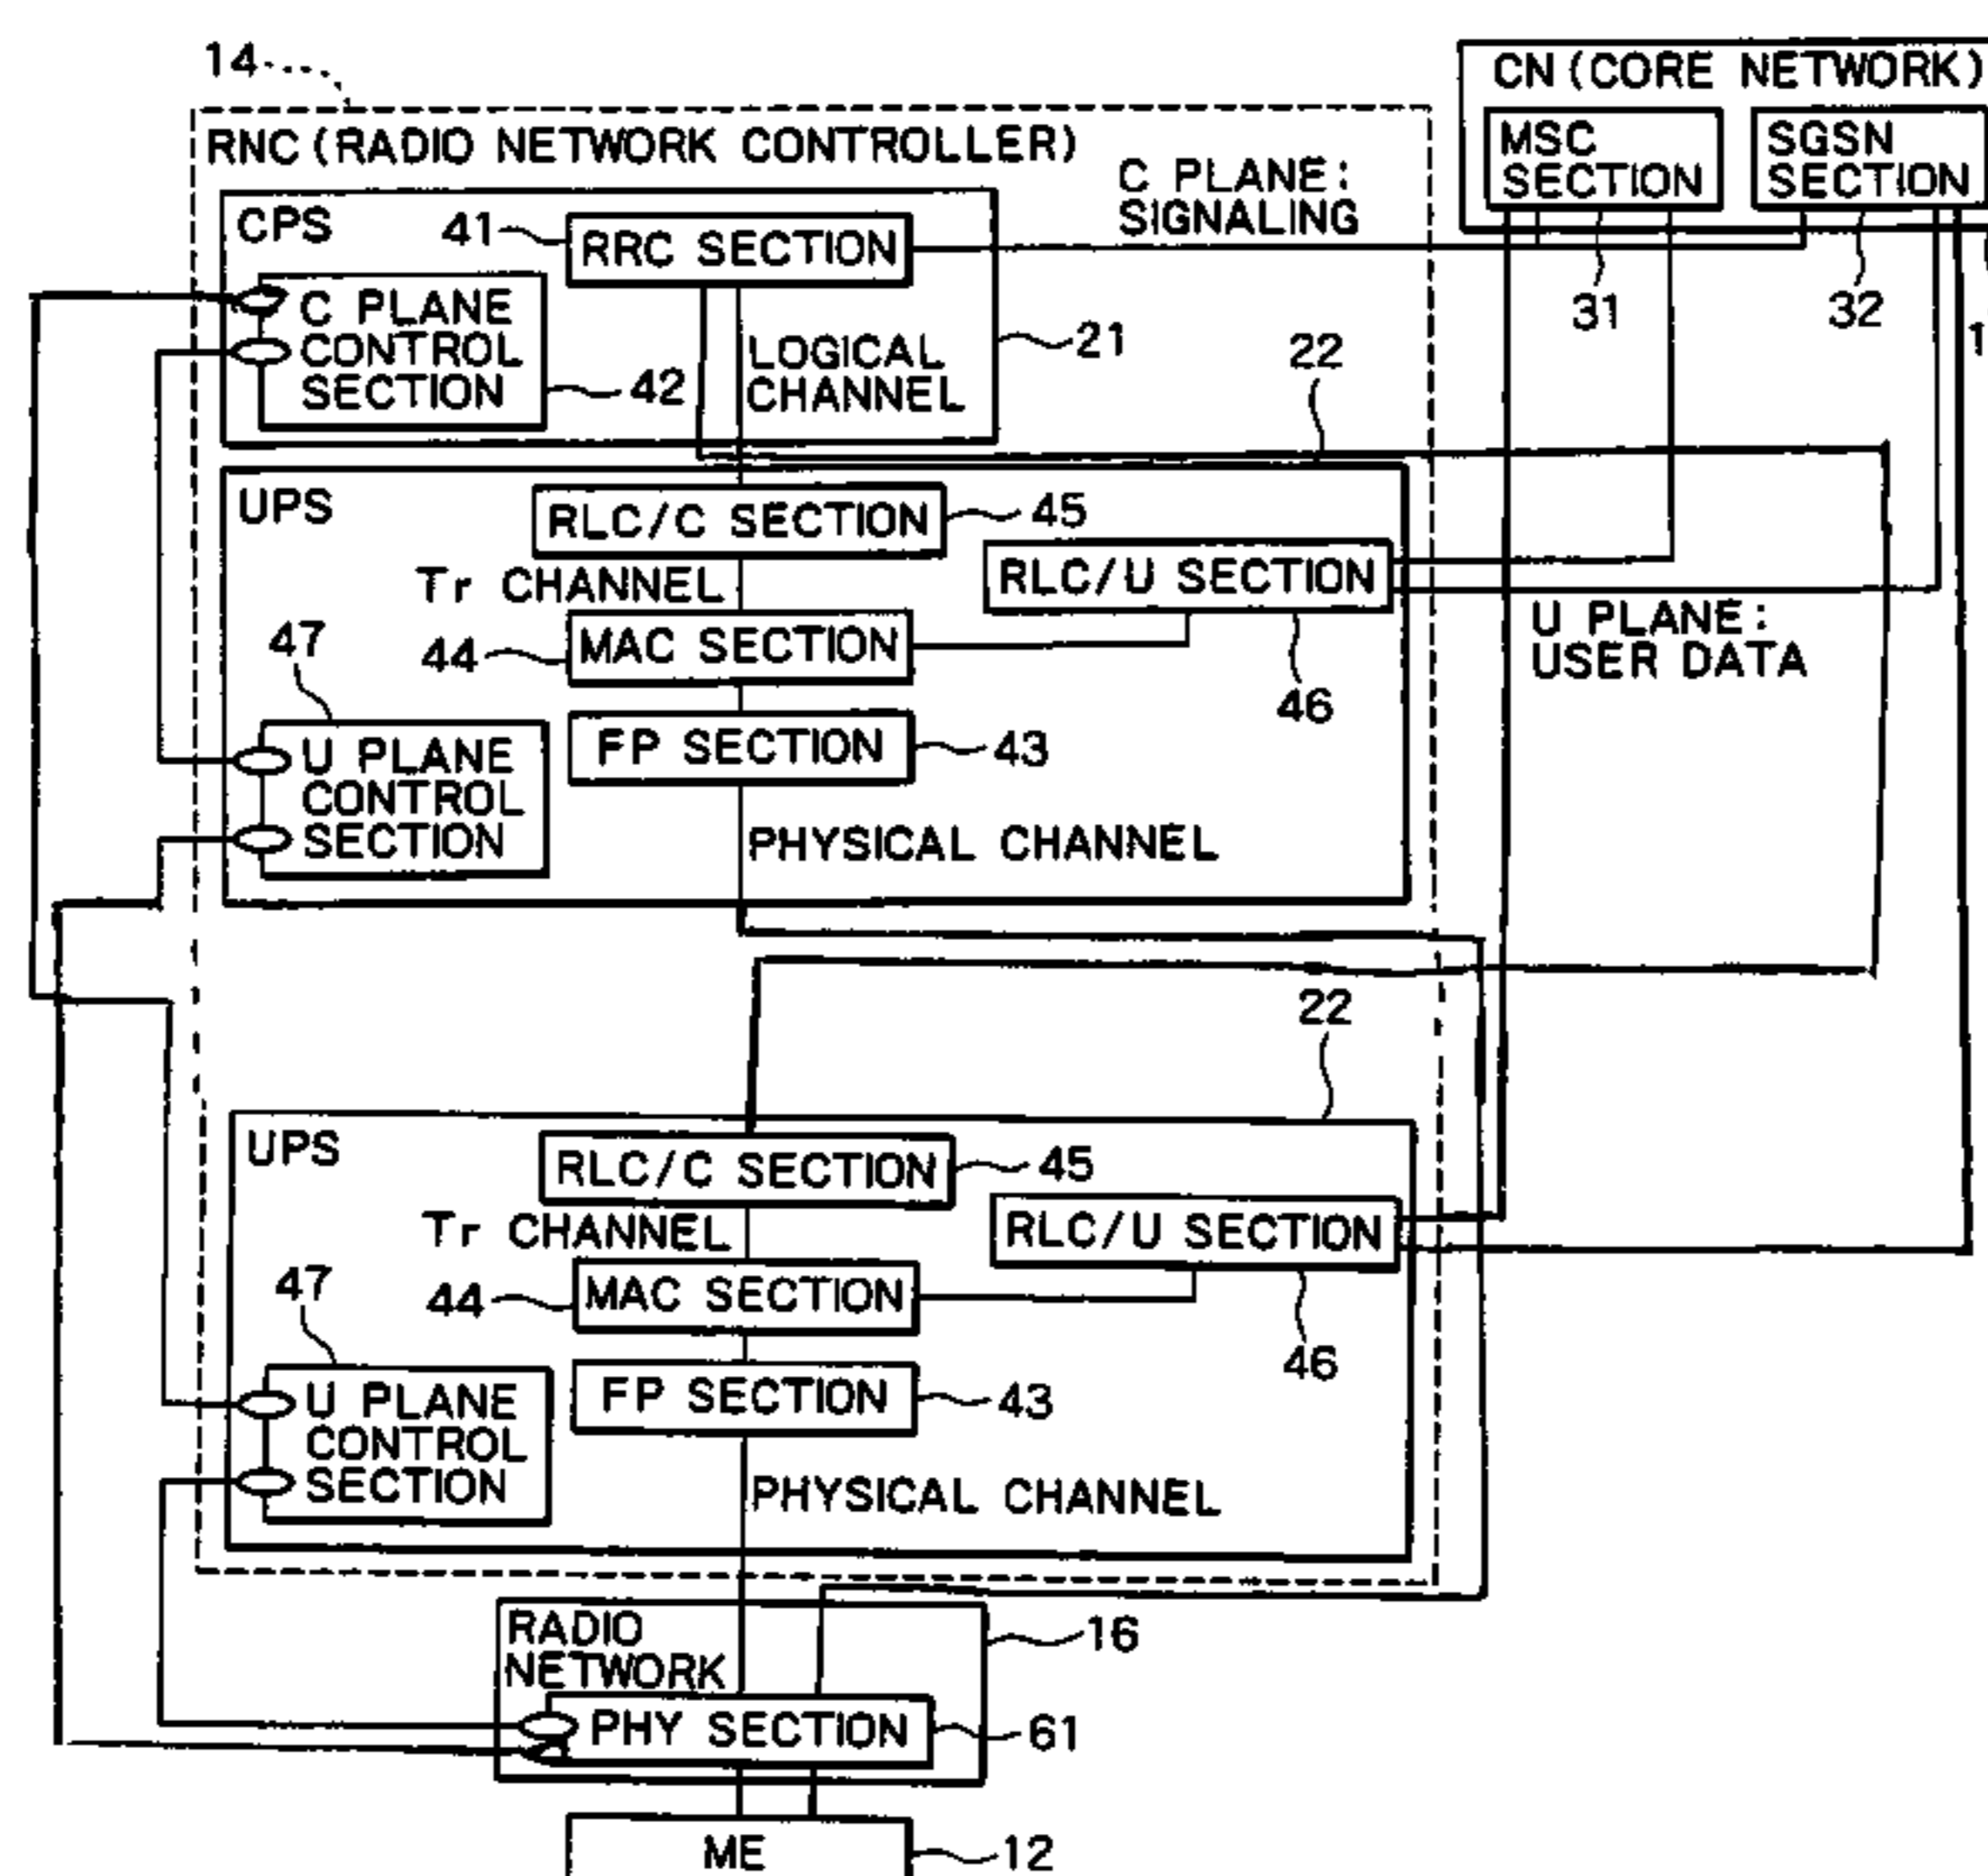 14
CN (CORE NETWORK)
RNC (RADIO NETWORK CONTROLLER)
MSC
SECTION
SGSN
SECTION
C PLANE:
SIGNALING
CPS
41
RRC SECTION
31
32
1
C PLANE
CONTROL
SECTION
42
LOGICAL
CHANNEL
21
22
UPS
RLC/C SECTION
45
Tr CHANNEL
RLC/U SECTION
44
MAC SECTION
46
U PLANE:
USER DATA
47
U PLANE
CONTROL
SECTION
FP SECTION
43
PHYSICAL CHANNEL
22
UPS
RLC/C SECTION
45
Tr CHANNEL
RLC/U SECTION
44
MAC SECTION
46
47
U PLANE
CONTROL
SECTION
FP SECTION
43
PHYSICAL CHANNEL
RADIO
NETWORK
16
PHY SECTION
61
ME
12